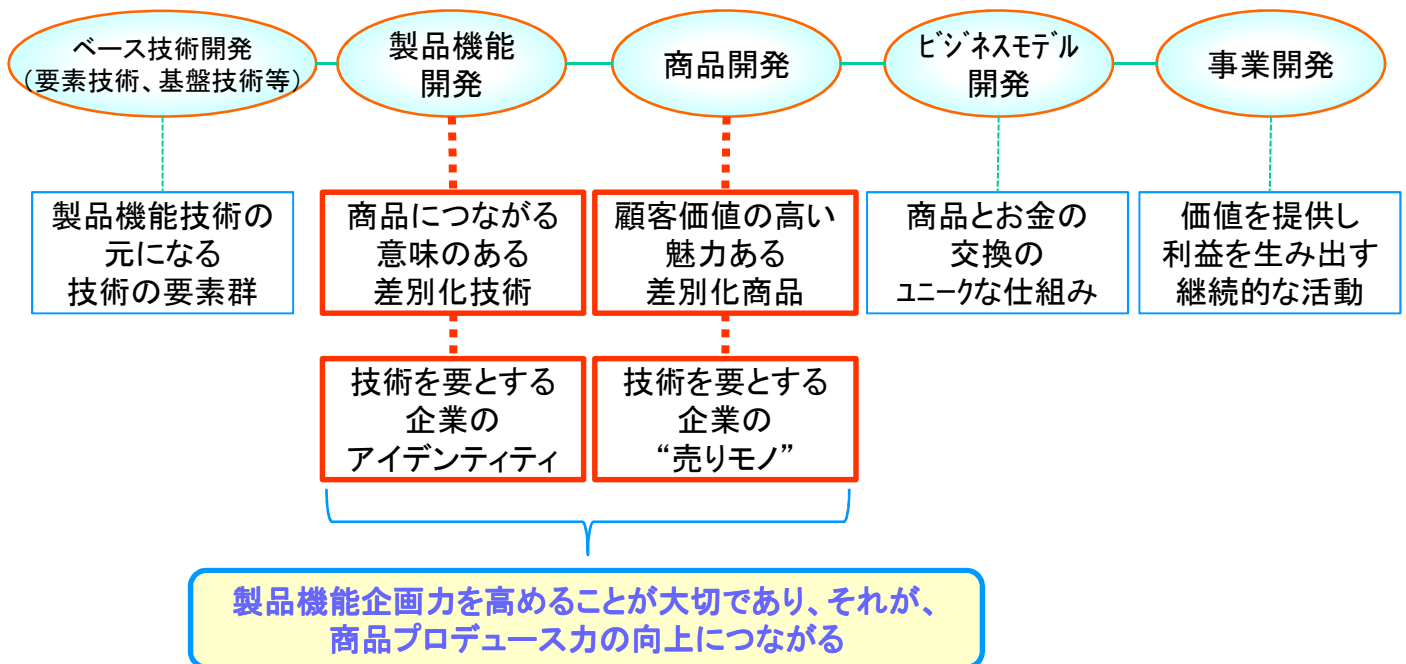 ベース技術開発
(要素技術、基盤技術等)
製品機能
開発
商品開発
ビジネスモデル
開発
事業開発
製品機能技術の
元になる
技術の要素群
商品につながる
意味のある
差別化技術
顧客価値の高い
魅力ある
差別化商品
商品とお金の
交換の
ユニークな仕組み
価値を提供し
利益を生み出す
継続的な活動
技術を要とする
企業の
アイデンティティ
技術を要とする
企業の
“売りモノ”
製品機能企画力を高めることが大切であり、それが、
商品プロデュース力の向上につながる